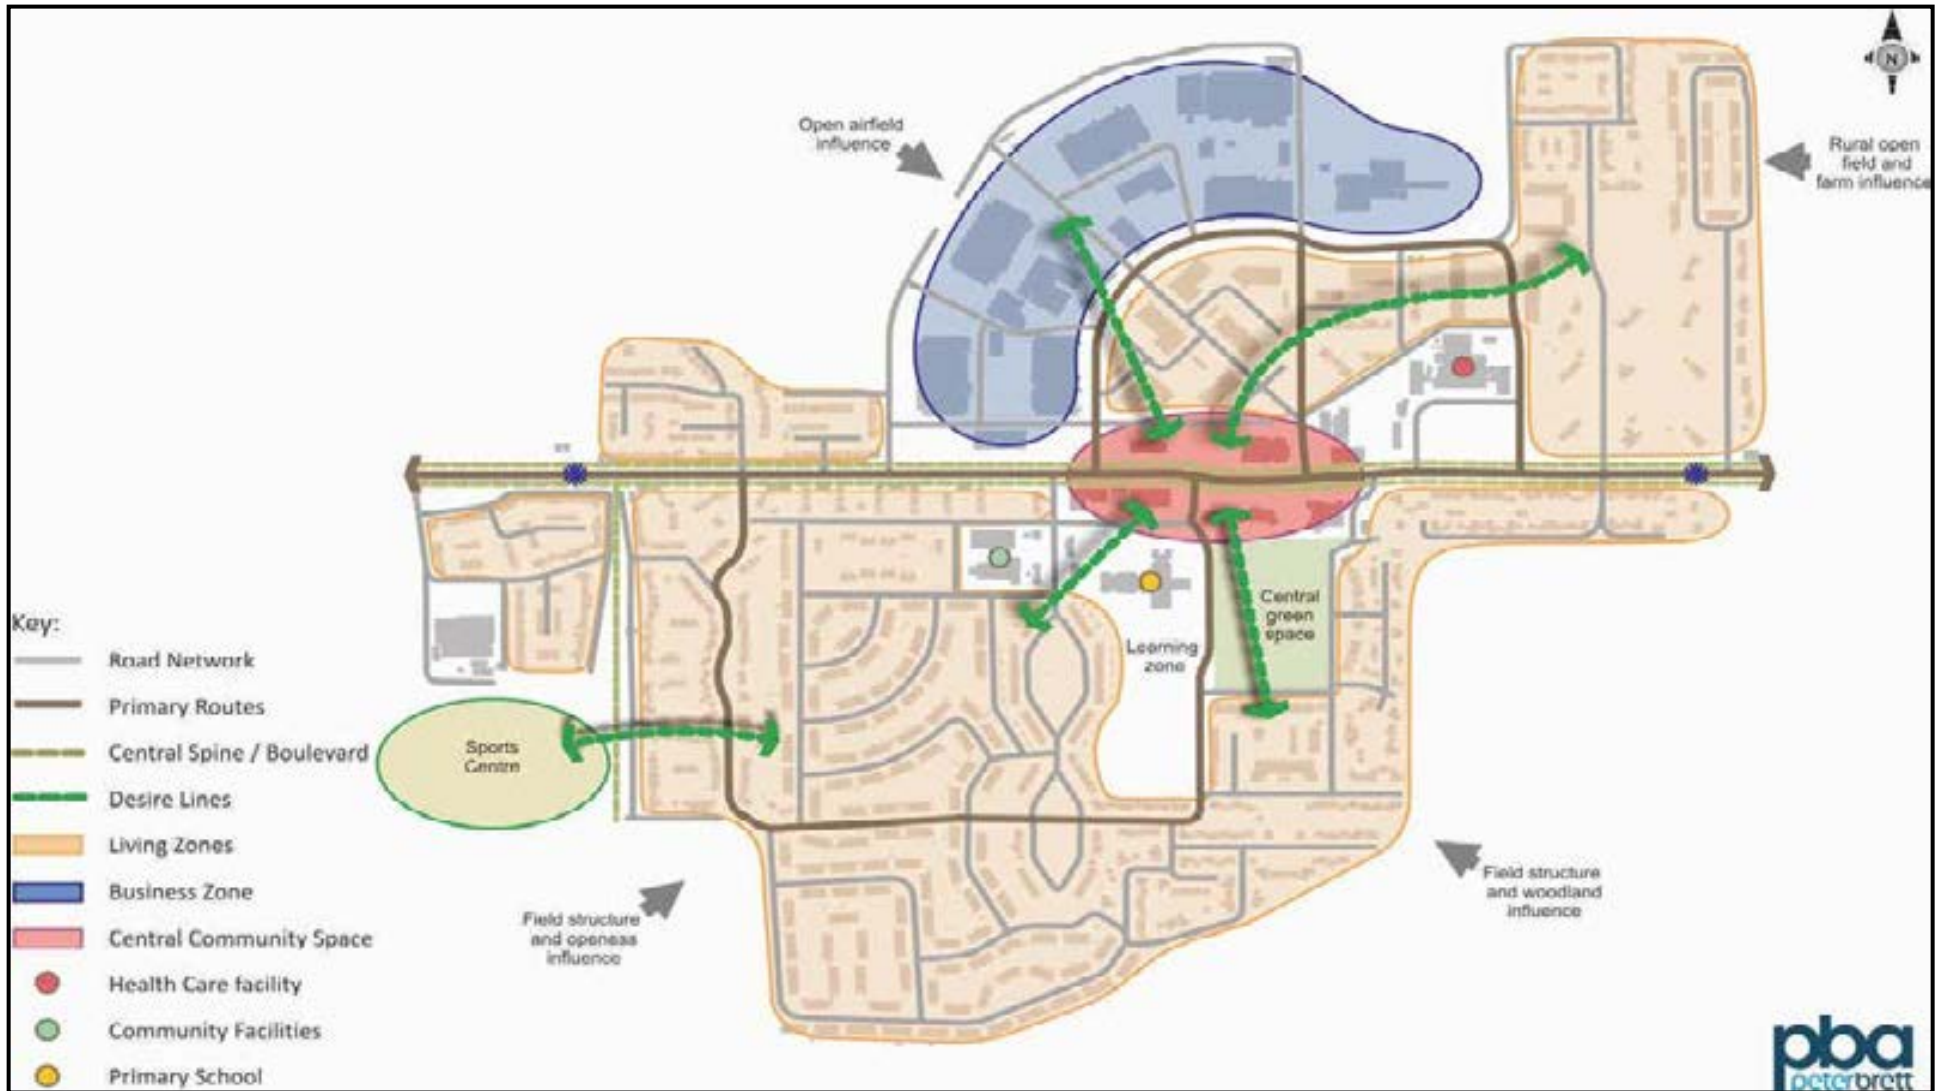 N
Open airfield
influence
Rural open
field and
farm influence
Central
green
space
Learning
zone
Sports
Centre
Field structure
and woodland
influence
Field structure
and openeas
influence
Key:
Road Network
Primary Routes
Central Spine / Boulevard
Desire Lines
Living Zones
Business Zone
Central Community Space
Health Care facility
Community Facilities
Primary School
pba
peterbrett